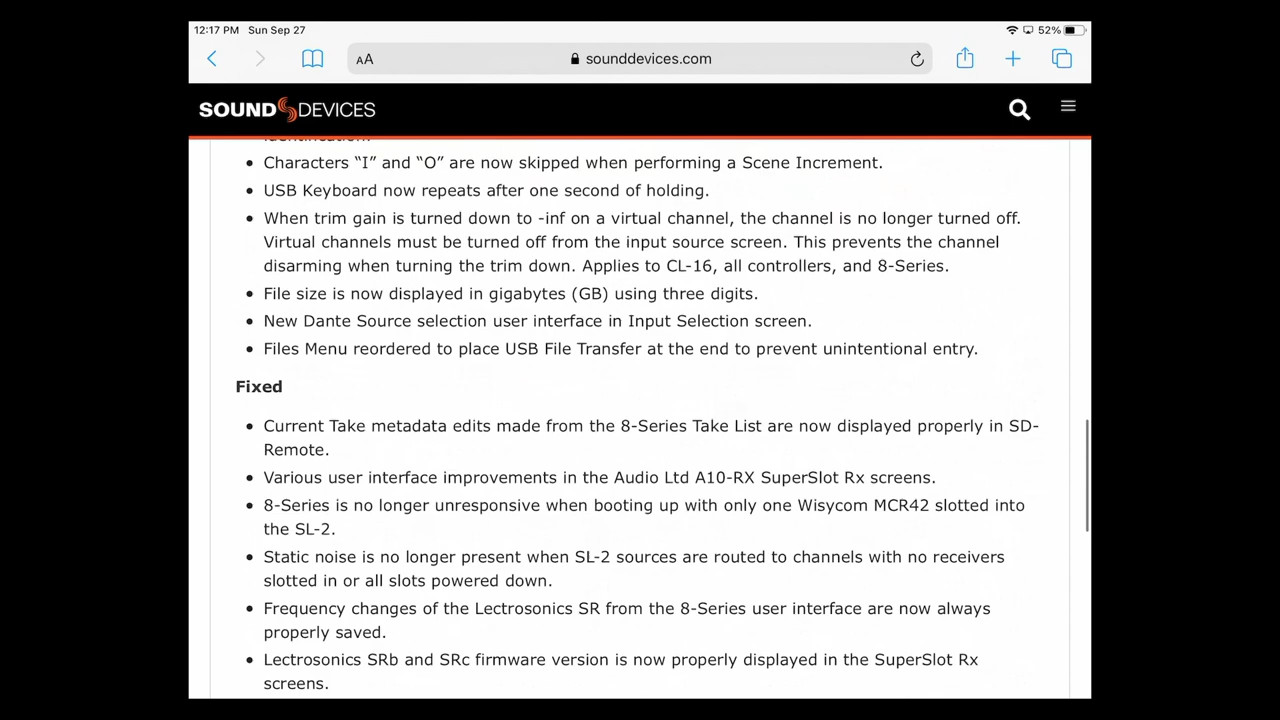 12:17 PM Sun Sep 27 52%
AA sounddevices.com
SOUND DEVICES
identification.
• Characters “I” and “O” are now skipped when performing a Scene Increment.
• USB Keyboard now repeats after one second of holding.
• When trim gain is turned down to -inf on a virtual channel, the channel is no longer turned off.
Virtual channels must be turned off from the input source screen. This prevents the channel
disarming when turning the trim down. Applies to CL-16, all controllers, and 8-Series.
• File size is now displayed in gigabytes (GB) using three digits.
• New Dante Source selection user interface in Input Selection screen.
• Files Menu reordered to place USB File Transfer at the end to prevent unintentional entry.
Fixed
• Current Take metadata edits made from the 8-Series Take List are now displayed properly in SD-
Remote.
• Various user interface improvements in the Audio Ltd A10-RX SuperSlot Rx screens.
• 8-Series is no longer unresponsive when booting up with only one Wisycom MCR42 slotted into
the SL-2.
• Static noise is no longer present when SL-2 sources are routed to channels with no receivers
slotted in or all slots powered down.
• Frequency changes of the Lectrosonics SR from the 8-Series user interface are now always
properly saved.
• Lectrosonics SRb and SRc firmware version is now properly displayed in the SuperSlot Rx
screens.